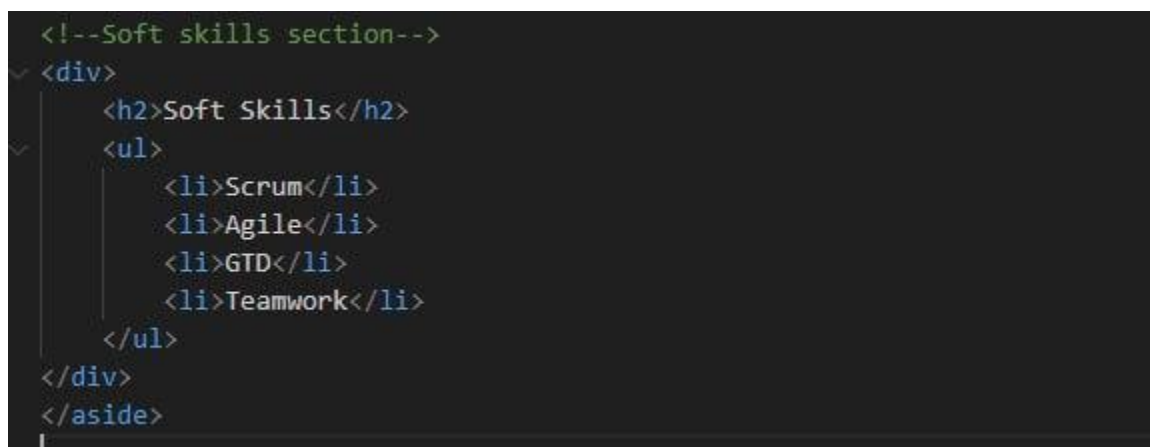 <!--Soft skills section-->
<div>
<h2>Soft Skills</h2>
<ul>
<li>Scrum</li>
<li>Agile</li>
<li>GTD</li>
<li>Teamwork</li>
</ul>
</div>
</aside>